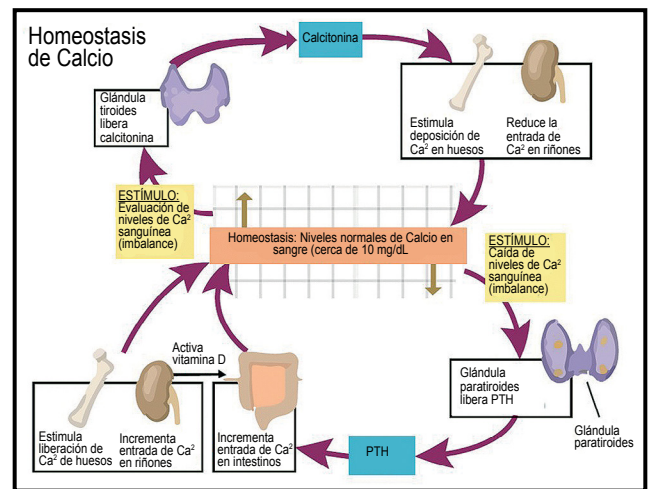 Homeostasis
de Calcio
Calcitonina
Glándula
tiroides
libera
calcitonina
Estimula
deposición de
Ca² en huesos
Reduce la
entrada de
Ca² en riñones
ESTÍMULO:
Evaluación de
niveles de Ca²
sanguínea
(imbalance)
Homeostasis: Niveles normales de Calcio en
sangre (cerca de 10 mg/dL
ESTÍMULO:
Caída de
niveles de Ca²
sanguínea
(imbalance)
Activa
vitamina D
Glándula
paratiroides
libera PTH
Glándula
paratiroides
Estimula
liberación de
Ca² de huesos
Incrementa
entrada de Ca²
en riñones
Incrementa
entrada de Ca²
en intestinos
PTH